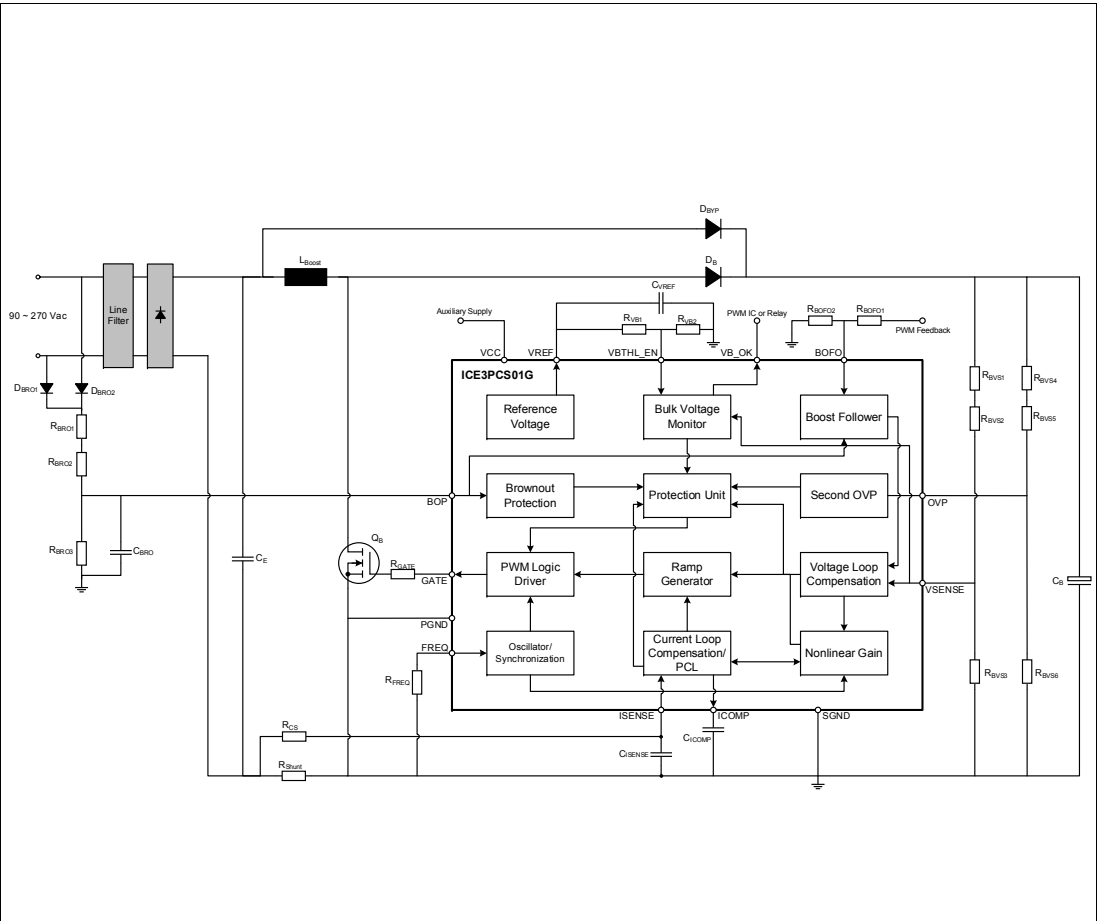 DBYP
LBoost
DB
CVREF
90 ~ 270 Vac
Line
Filter
Auxiliary Supply
RVB1
RVB2
PWM IC or Relay
RBOFO2
RBOFO1
PWM Feedback
VCC
VREF
VBTHL_EN
VB_OK
BOFO
ICE3PCS01G
DBRO1
DBRO2
RBVS1
RBVS4
Reference
Voltage
Bulk Voltage
Monitor
Boost Follower
RBRO1
RBVS2
RBVS5
RBRO2
Brownout
Protection
Protection Unit
Second OVP
BOP
OVP
QB
RBRO3
CBRO
CE
RGATE
GATE
PWM Logic
Driver
Ramp
Generator
Voltage Loop
Compensation
VSENSE
CB
PGND
FREQ
Oscillator/
Synchronization
Current Loop
Compensation/
PCL
Nonlinear Gain
RFREQ
RBVS3
RBVS6
ISENSE
ICOMP
SGND
RCS
CISENSE
CICOMP
RShunt